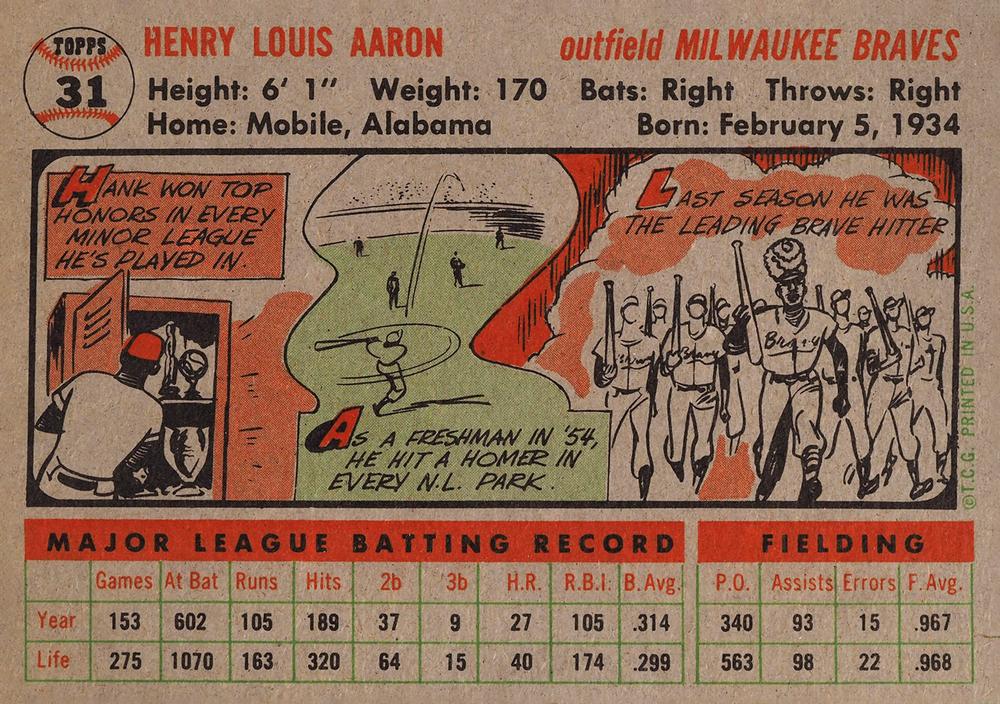 TOPPS
31
HENRY LOUIS AARON
outfield MILWAUKEE BRAVES
Height: 6' 1" Weight: 170 Bats: Right Throws: Right
Home: Mobile, Alabama Born: February 5, 1934
HANK WON TOP
HONORS IN EVERY
MINOR LEAGUE
HE'S PLAYED IN.
AS A FRESHMAN IN '54,
HE HIT A HOMER IN
EVERY N.L. PARK.
LAST SEASON HE WAS
THE LEADING BRAVE HITTER
Braves
Braves
Braves
©T.C.G. PRINTED IN U.S.A.
MAJOR LEAGUE BATTING RECORD
Games At Bat Runs Hits 2b 3b H.R. R.B.I. B.Avg.
Year 153 602 105 189 37 9 27 105 .314
Life 275 1070 163 320 64 15 40 174 .299
FIELDING
P.O. Assists Errors F.Avg.
340 93 15 .967
563 98 22 .968